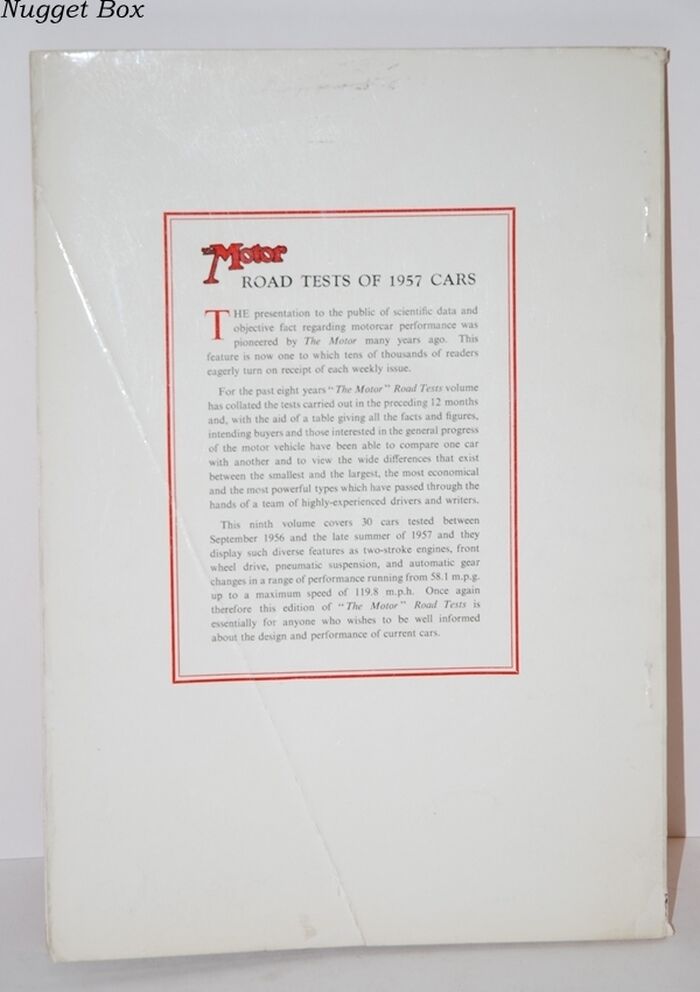 Nugget Box
The Motor
ROAD TESTS OF 1957 CARS
THE presentation to the public of scientific data and
objective fact regarding motorcar performance was
pioneered by The Motor many years ago. This
feature is now one to which tens of thousands of readers
eagerly turn on receipt of each weekly issue.
For the past eight years "The Motor" Road Tests volume
has collated the tests carried out in the preceding 12 months
and, with the aid of a table giving all the facts and figures,
intending buyers and those interested in the general progress
of the motor vehicle have been able to compare one car
with another and to view the wide differences that exist
between the smallest and the largest, the most economical
and the most powerful types which have passed through the
hands of a team of highly-experienced drivers and writers.
This ninth volume covers 30 cars tested between
September 1956 and the late summer of 1957 and they
display such diverse features as two-stroke engines, front
wheel drive, pneumatic suspension, and automatic gear
changes in a range of performance running from 58.1 m.p.g.
up to a maximum speed of 119.8 m.p.h. Once again
therefore this edition of "The Motor" Road Tests is
essentially for anyone who wishes to be well informed
about the design and performance of current cars.